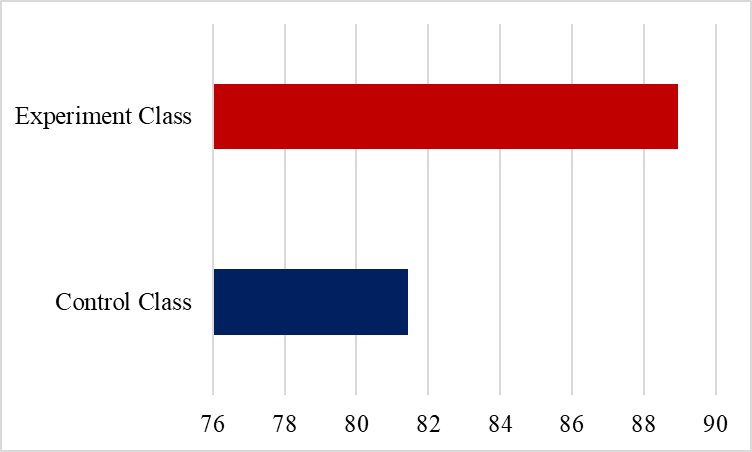 Experiment Class
Control Class
76 78 80 82 84 86 88 90